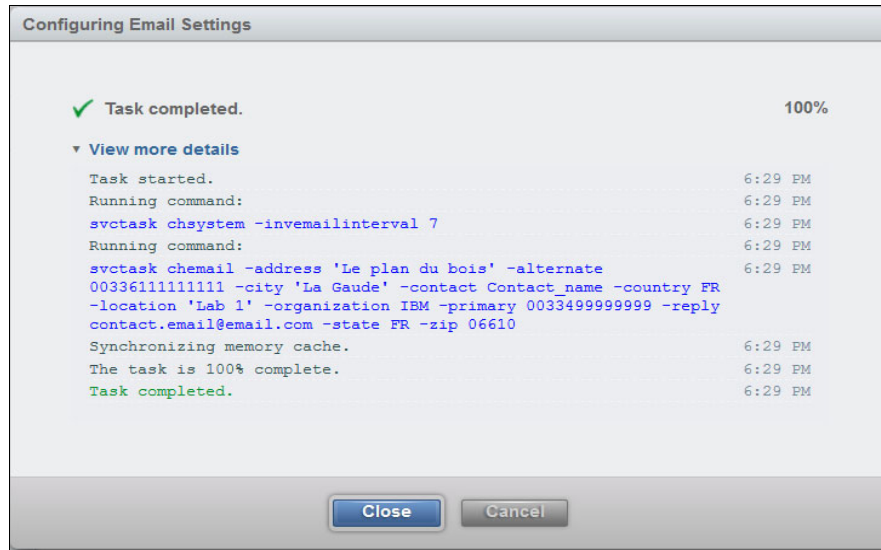 Configuring Email Settings
Task completed. 100%
View more details
Task started. 6:29 PM
Running command: 6:29 PM
svctask chsystem -invemailinterval 7 6:29 PM
Running command: 6:29 PM
svctask chemail -address 'Le plan du bois' -alternate 6:29 PM
00336111111111 -city 'La Gaude' -contact Contact_name -country FR
-location 'Lab 1' -organization IBM -primary 0033499999999 -reply
contact.email@email.com -state FR -zip 06610
Synchronizing memory cache. 6:29 PM
The task is 100% complete. 6:29 PM
Task completed. 6:29 PM
Close Cancel